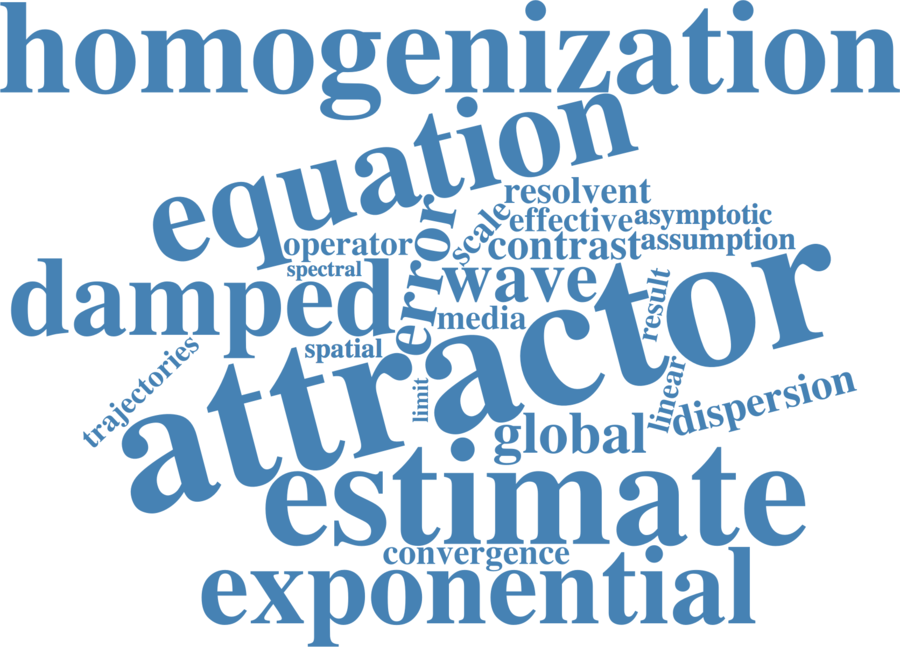 homogenization
equation
resolvent
scale
effective
asymptotic
operator
error
contrast
assumption
spectral
damped
wave
result
media
attractor
spatial
trajectories
limit
linear
dispersion
global
estimate
convergence
exponential